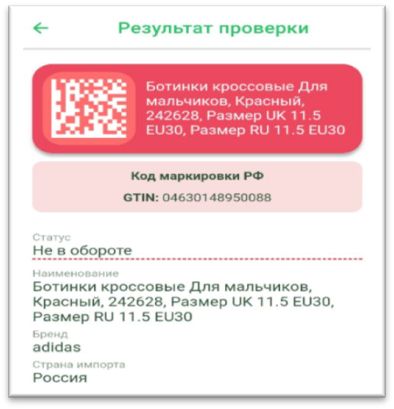 Результат проверки
Ботинки кроссовые Для
мальчиков, Красный,
242628, Размер UK 11.5
EU30, Размер RU 11.5 EU30
Код маркировки РФ
GTIN: 04630148950088
Статус
Не в обороте
Наименование
Ботинки кроссовые Для мальчиков,
Красный, 242628, Размер UK 11.5 EU30,
Размер RU 11.5 EU30
Бренд
adidas
Страна импорта
Россия